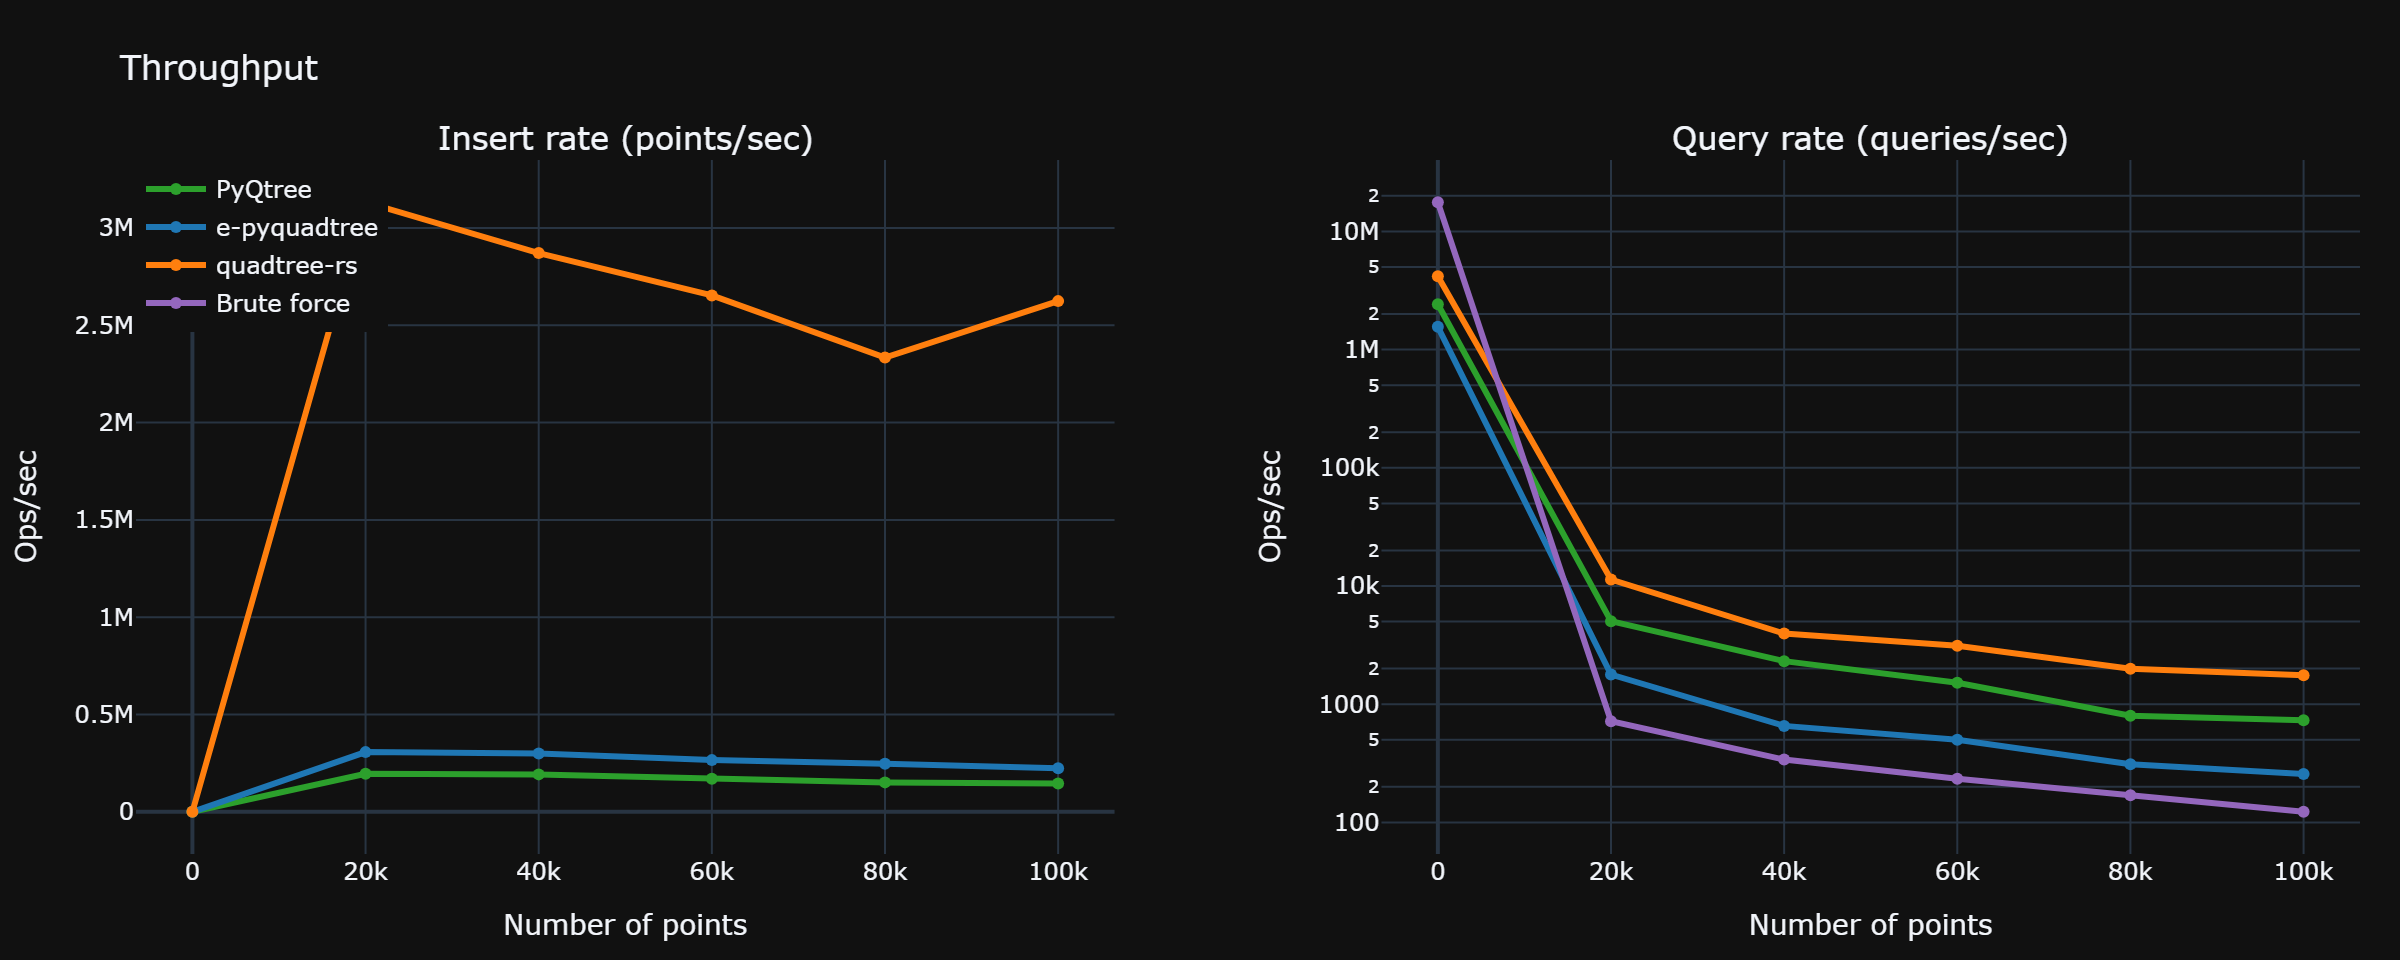 Throughput
Insert rate (points/sec)
PyQtree
e-pyquadtree
quadtree-rs
Brute force
3M
2.5M
2M
1.5M
1M
0.5M
0
Ops/sec
0 20k 40k 60k 80k 100k
Number of points
Query rate (queries/sec)
2
10M
5
2
1M
5
2
100k
5
2
10k
5
2
1000
5
2
100
Ops/sec
0 20k 40k 60k 80k 100k
Number of points